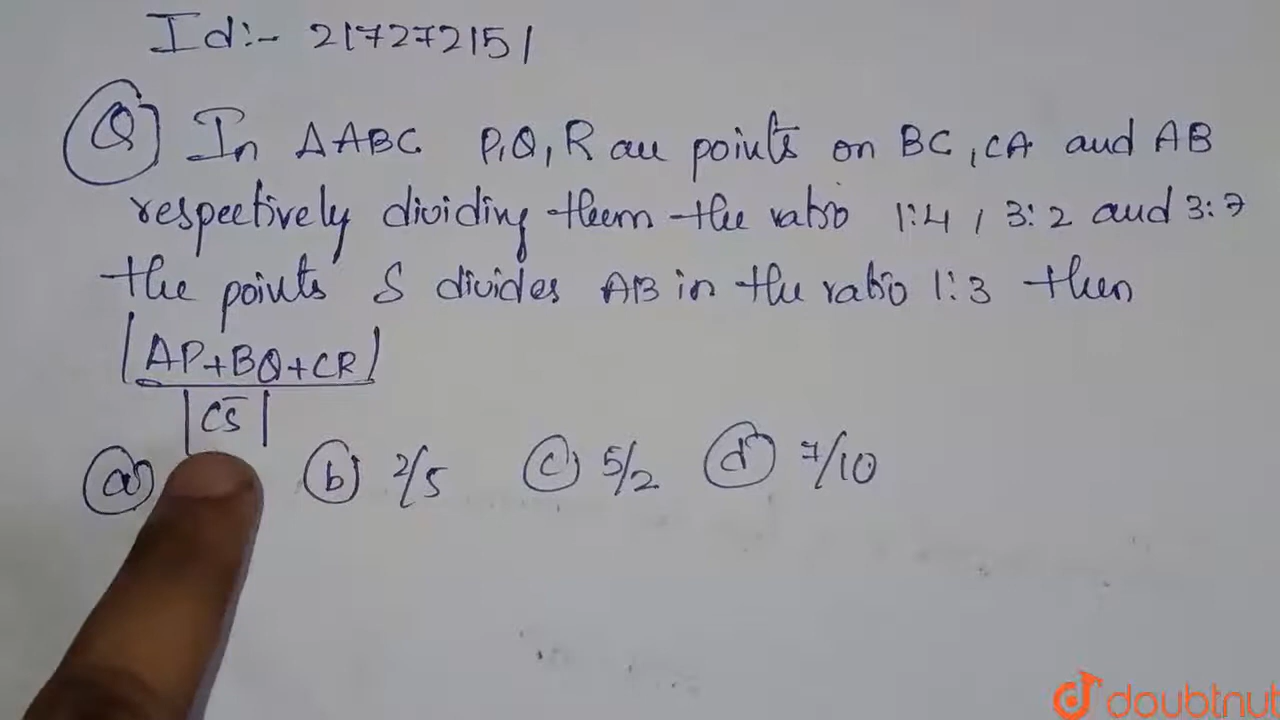 Id:- 217272151
Q In ΔABC P,Q,R are points on BC, CA and AB
respectively dividing them the ratio 1:4, 3:2 and 3:7
the points S divides AB in the ratio 1:3 then
|AP+BQ+CR|
|CS̄|
(a) (b) 2/5 (c) 5/2 (d) 7/10
doubtnut